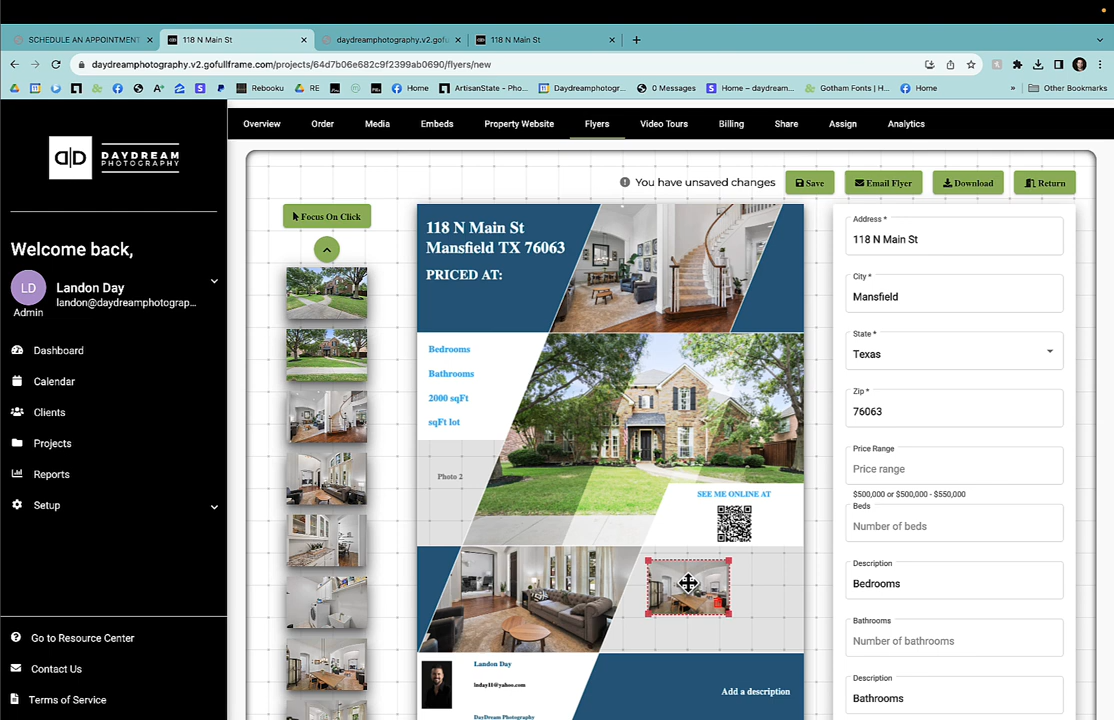 SCHEDULE AN APPOINTMENT
118 N Main St
daydreamphotography.v2.gofu
118 N Main St
daydreamphotography.v2.gofullframe.com/projects/64d7b06e682c9f2399ab0690/flyers/new
Rebooku
RE
Home
ArtisanState - Pho...
Daydreamphotogr...
0 Messages
Home – daydream...
Gotham Fonts | H...
Home
»
Other Bookmarks
Overview
Order
Media
Embeds
Property Website
Flyers
Video Tours
Billing
Share
Assign
Analytics
D|D
DAYDREAM
PHOTOGRAPHY
Welcome back,
LD
Landon Day
landon@daydreamphotograp...
Admin
Dashboard
Calendar
Clients
Projects
Reports
Setup
Go to Resource Center
Contact Us
Terms of Service
You have unsaved changes
Save
Email Flyer
Download
Return
Focus On Click
118 N Main St
Mansfield TX 76063
PRICED AT:
Bedrooms
Bathrooms
2000 sqFt
sqFt lot
Photo 2
SEE ME ONLINE AT
Landon Day
lnday11@yahoo.com
DayDream Photography
Add a description
Address *
118 N Main St
City *
Mansfield
State *
Texas
Zip *
76063
Price Range
Price range
$500,000 or $500,000 - $550,000
Beds
Number of beds
Description
Bedrooms
Bathrooms
Number of bathrooms
Description
Bathrooms